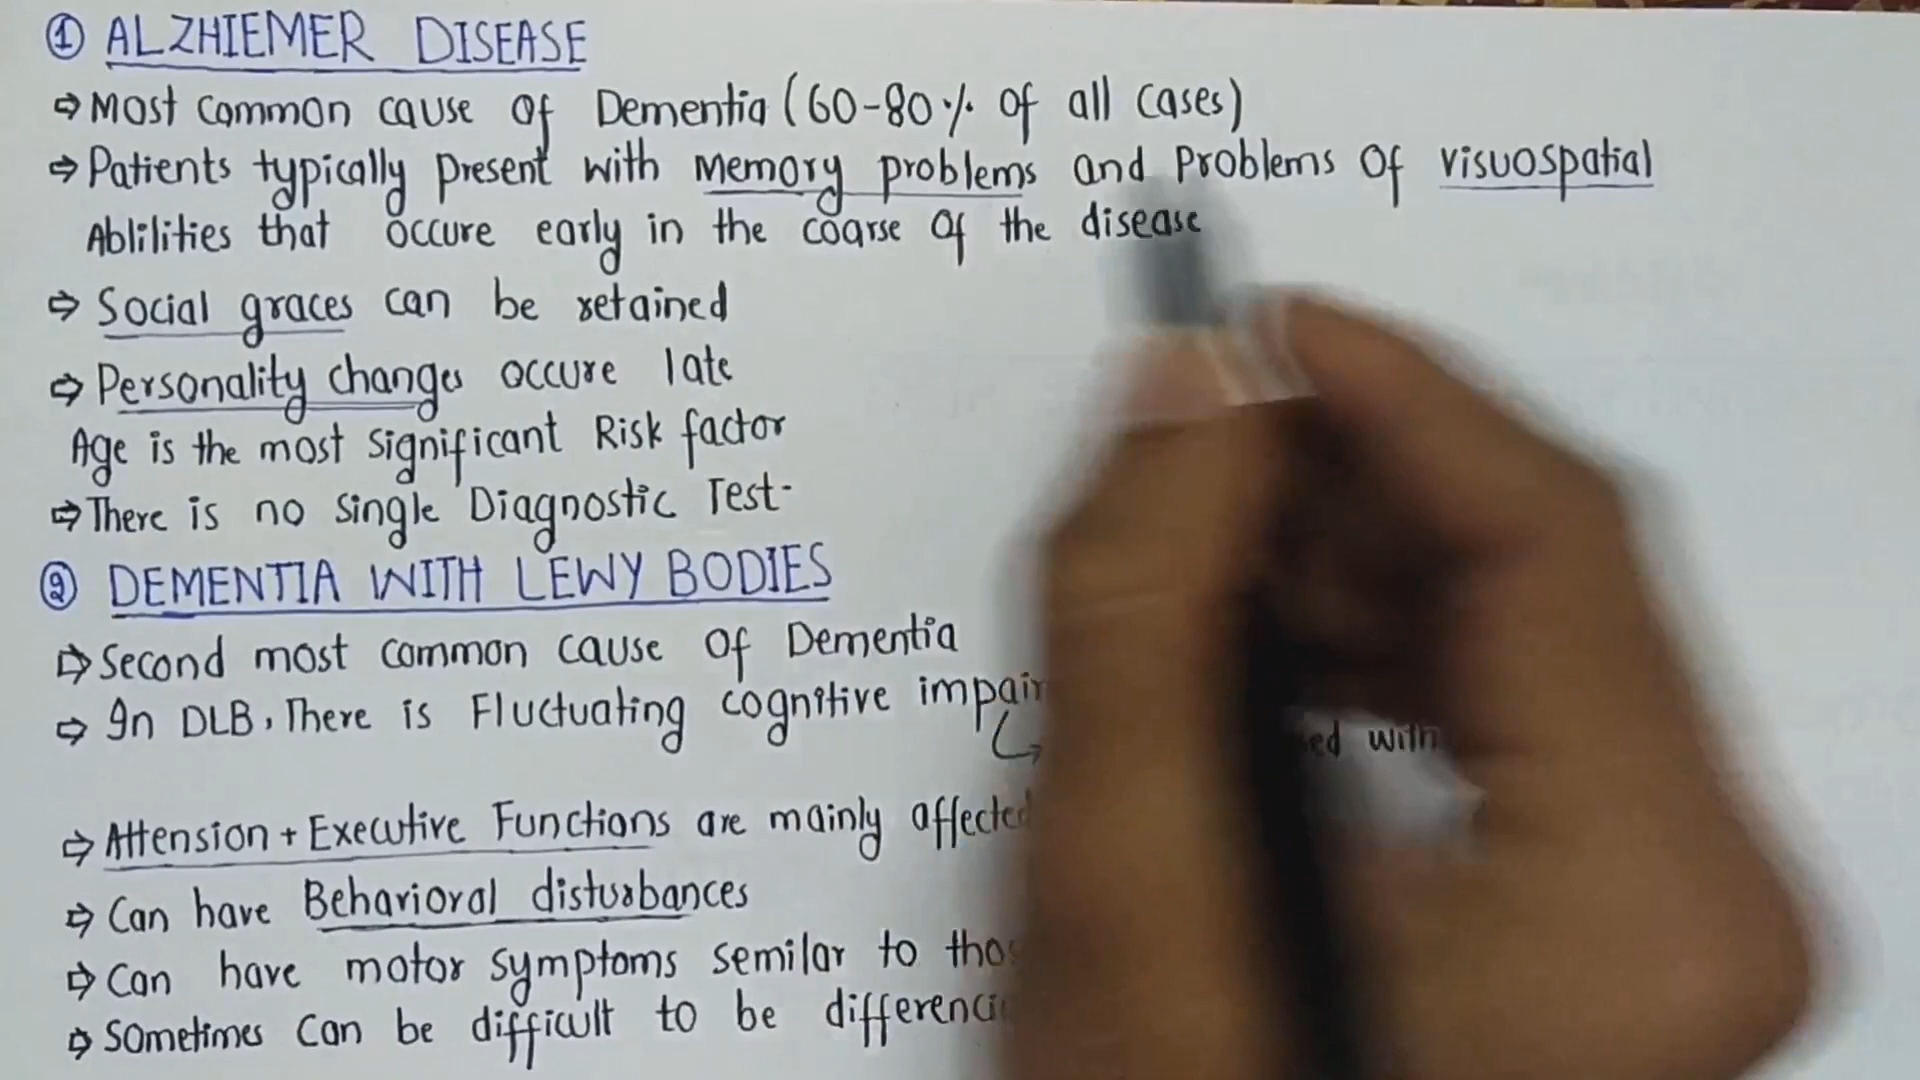 ① ALZHIEMER DISEASE
⇨ Most common cause of Dementia (60-80% of all cases)
⇨ Patients typically present with memory problems and Problems of visuospatial
Ablilities that occure early in the coarse of the disease
⇨ Social graces can be retained
⇨ Personality changes occure late
Age is the most significant Risk factor
⇨ There is no single Diagnostic Test.
② DEMENTIA WITH LEWY BODIES
⇨ Second most common cause of Dementia
⇨ In DLB, There is Fluctuating cognitive
with
⇨ Attension + Executive Functions are mainly affected
⇨ Can have Behavioral disturbances
⇨ Can have motor symptoms semilar to
⇨ Sometimes can be difficult to be